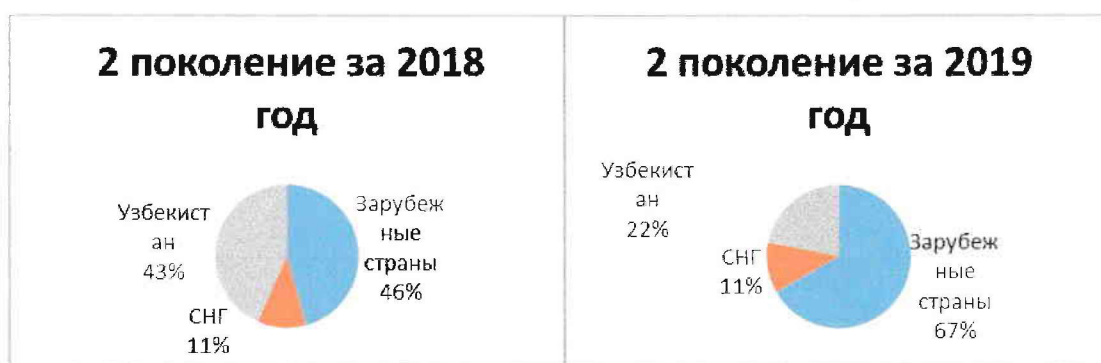 2 поколение за 2018
год
Узбекист
ан
43%
Зарубеж
ные
страны
46%
СНГ
11%
2 поколение за 2019
год
Узбекист
ан
22%
СНГ
11%
Зарубеж
ные
страны
67%